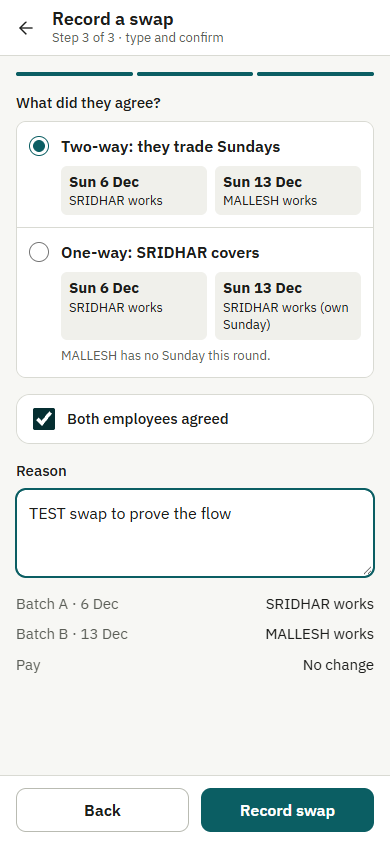 Record a swap
Step 3 of 3 · type and confirm
What did they agree?
Two-way: they trade Sundays
Sun 6 Dec
SRIDHAR works
Sun 13 Dec
MALLESH works
One-way: SRIDHAR covers
Sun 6 Dec
SRIDHAR works
Sun 13 Dec
SRIDHAR works (own
Sunday)
MALLESH has no Sunday this round.
Both employees agreed
Reason
TEST swap to prove the flow
Batch A · 6 Dec SRIDHAR works
Batch B · 13 Dec MALLESH works
Pay No change
Back Record swap